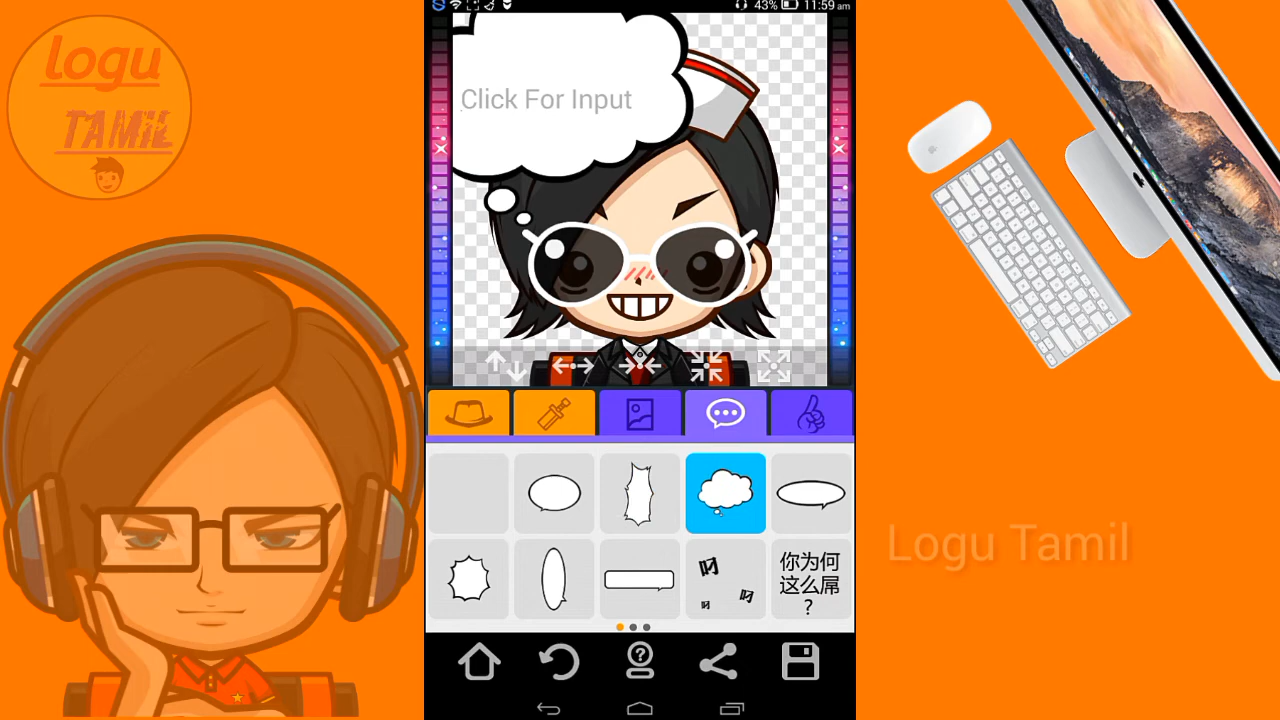 logu
TAMIL
43% 11:59 am
Click For Input
你为何
这么屌
?
Logu Tamil